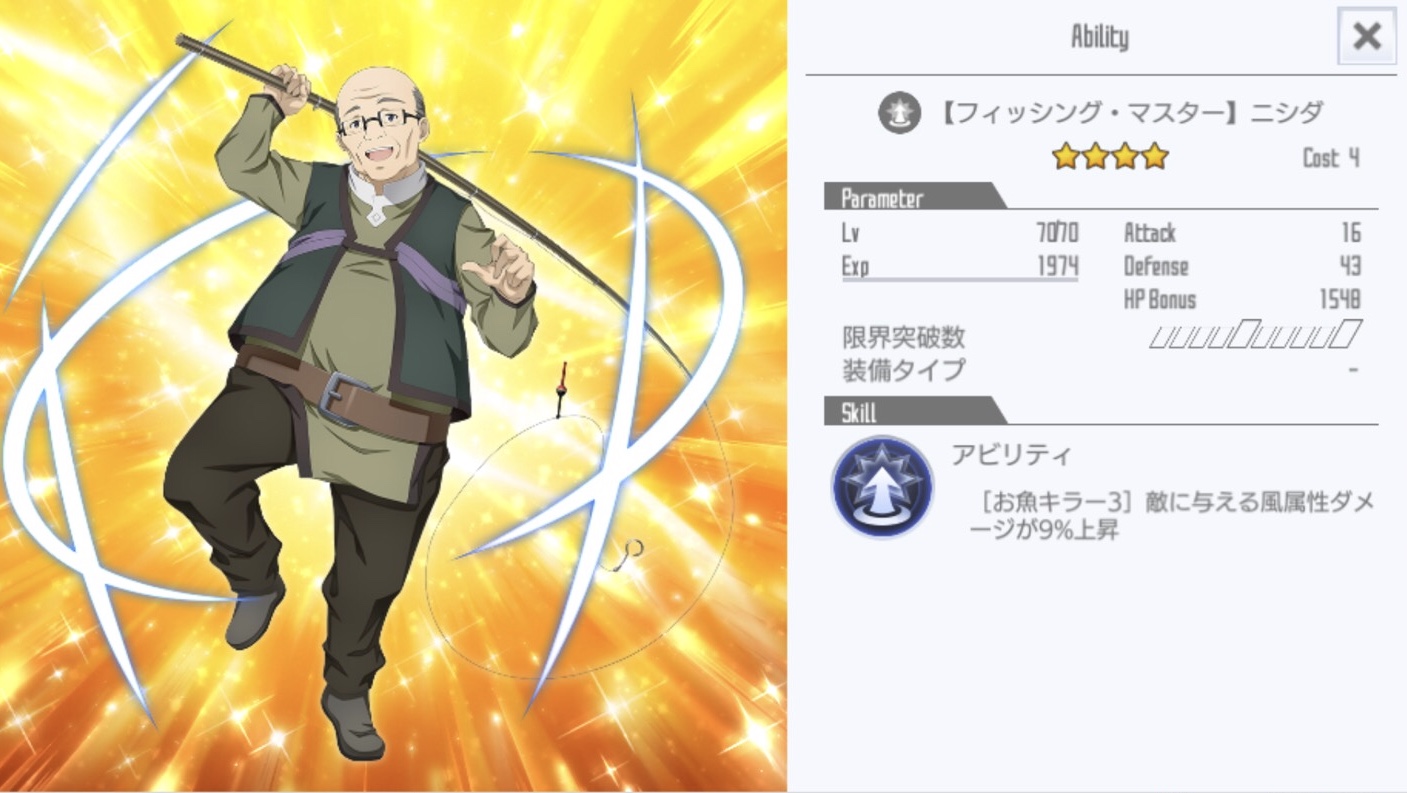 Ability
【フィッシング・マスター】ニシダ
Cost 4
Parameter
Lv 70/70 Attack 16
Exp 1974 Defense 43
HP Bonus 1548
限界突破数
装備タイプ -
Skill
アビリティ
［お魚キラー3］敵に与える風属性ダメ
ージが9%上昇